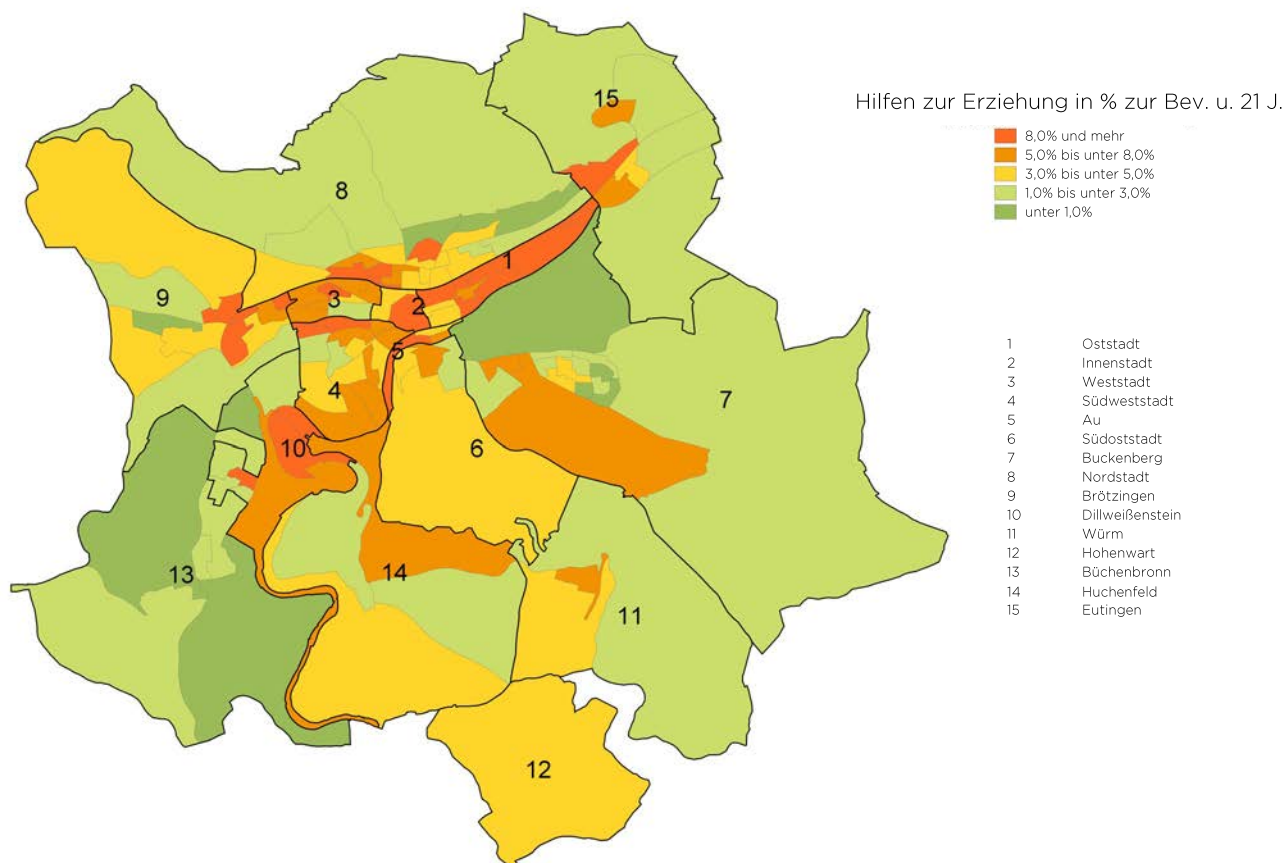 Hilfen zur Erziehung in % zur Bev. u. 21 J.
8,0% und mehr
5,0% bis unter 8,0%
3,0% bis unter 5,0%
1,0% bis unter 3,0%
unter 1,0%
15
8
1
9
3
2
5
4
7
10
6
13
14
11
12
1 Oststadt
2 Innenstadt
3 Weststadt
4 Südweststadt
5 Au
6 Südoststadt
7 Buckenberg
8 Nordstadt
9 Brötzingen
10 Dillweißenstein
11 Würm
12 Hohenwart
13 Büchenbronn
14 Huchenfeld
15 Eutingen